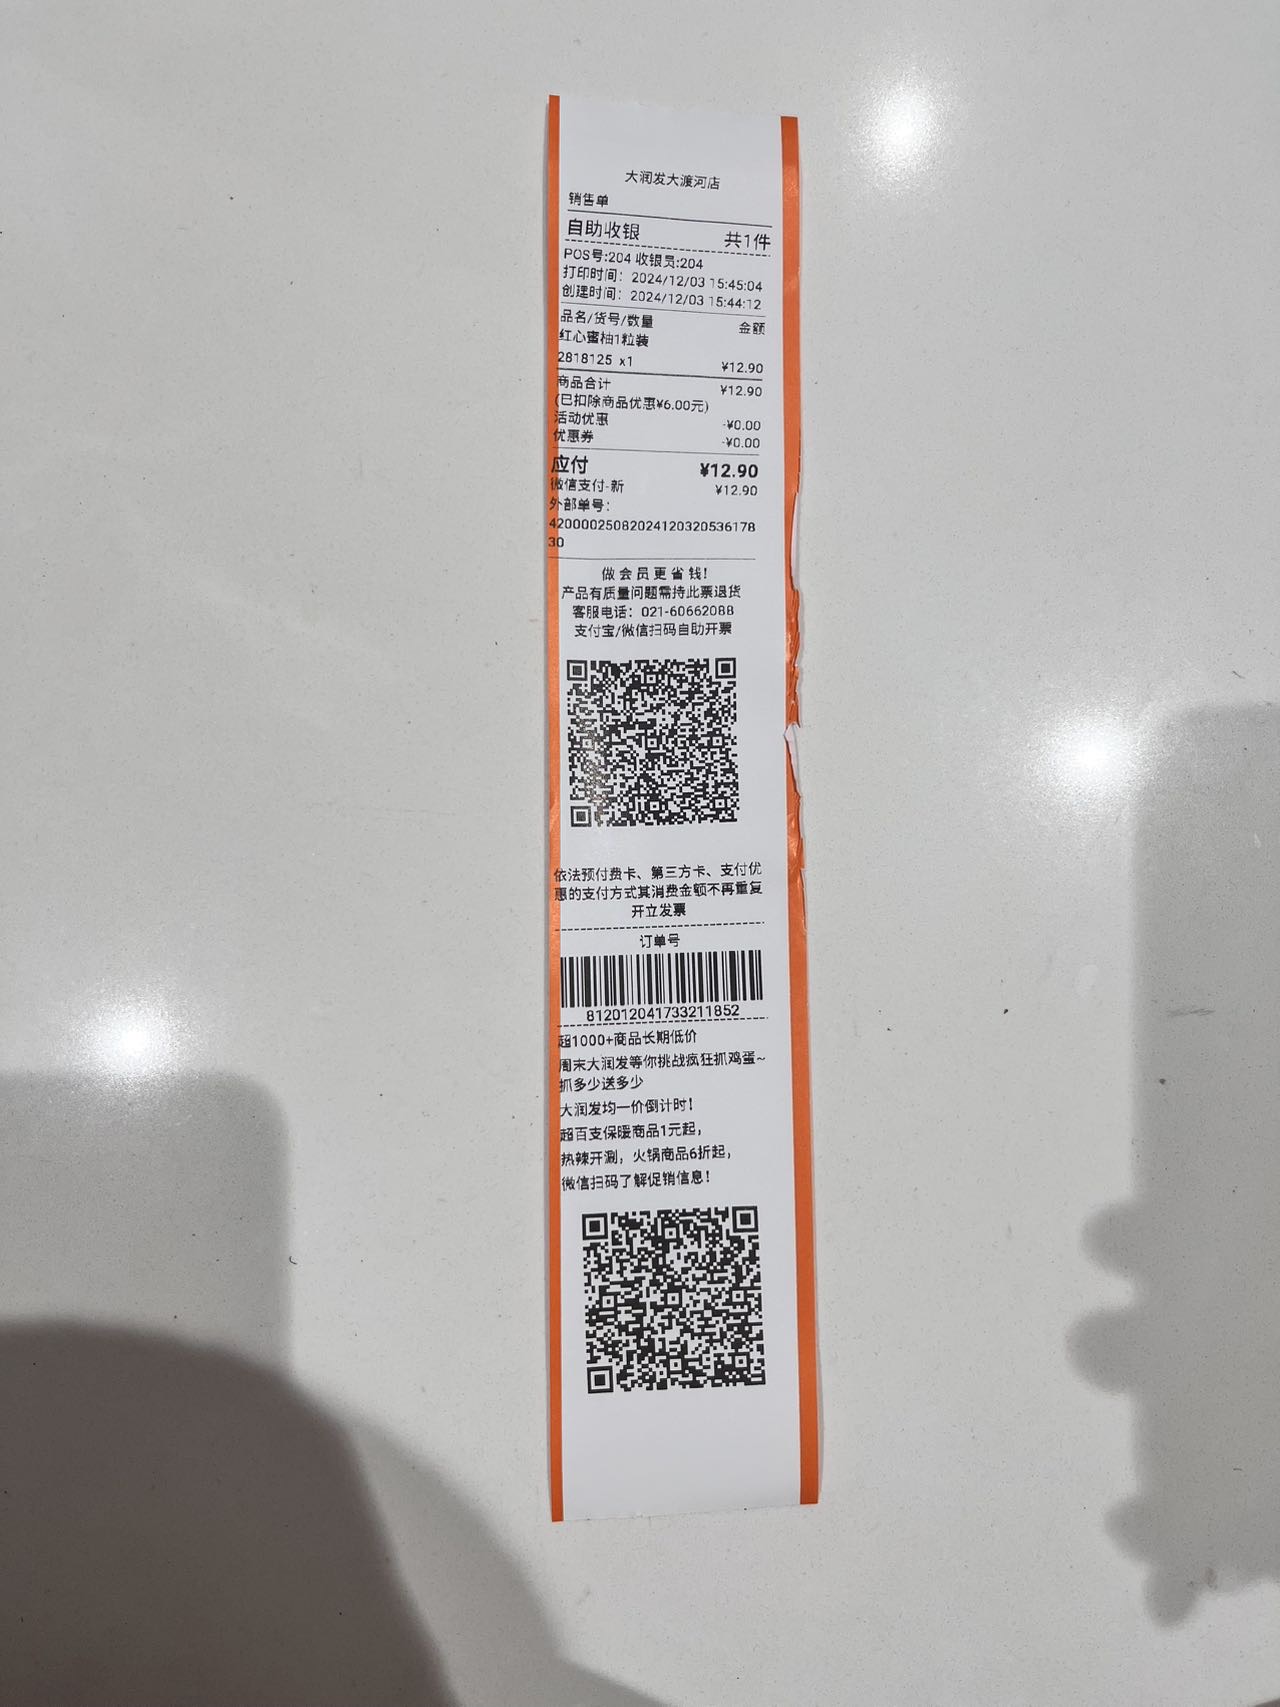 大润发大渡河店
销售单
自助收银 共1件
POS号:204 收银员:204
打印时间: 2024/12/03 15:45:04
创建时间: 2024/12/03 15:44:12
品名/货号/数量 金额
红心蜜柚1粒装
2818125 x1 ¥12.90
商品合计 ¥12.90
(已扣除商品优惠¥6.00元)
活动优惠 -¥0.00
优惠券 -¥0.00
应付 ¥12.90
微信支付-新 ¥12.90
外部单号:
42000025082024120320536178
30
做会员更省钱!
产品有质量问题需持此票退货
客服电话: 021-60662088
支付宝/微信扫码自助开票
依法预付费卡、第三方卡、支付优
惠的支付方式其消费金额不再重复
开立发票
订单号
812012041733211852
超1000+商品长期低价
周末大润发等你挑战疯狂抓鸡蛋~
抓多少送多少
大润发均一价倒计时!
超百支保暖商品1元起,
热辣开涮, 火锅商品6折起,
微信扫码了解促销信息!